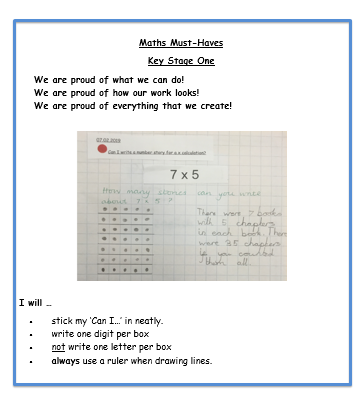 Maths Must-Haves
Key Stage One
We are proud of what we can do!
We are proud of how our work looks!
We are proud of everything that we create!
07.02.2019
Can I write a number story for a x calculation?
7 x 5
How many stories can you write
about 7 x 5?
There were 7 books
with 5 chapters
in each book. There
were 35 chapters
if you counted
them all.
I will …
• stick my 'Can I…' in neatly.
• write one digit per box
• not write one letter per box
• always use a ruler when drawing lines.